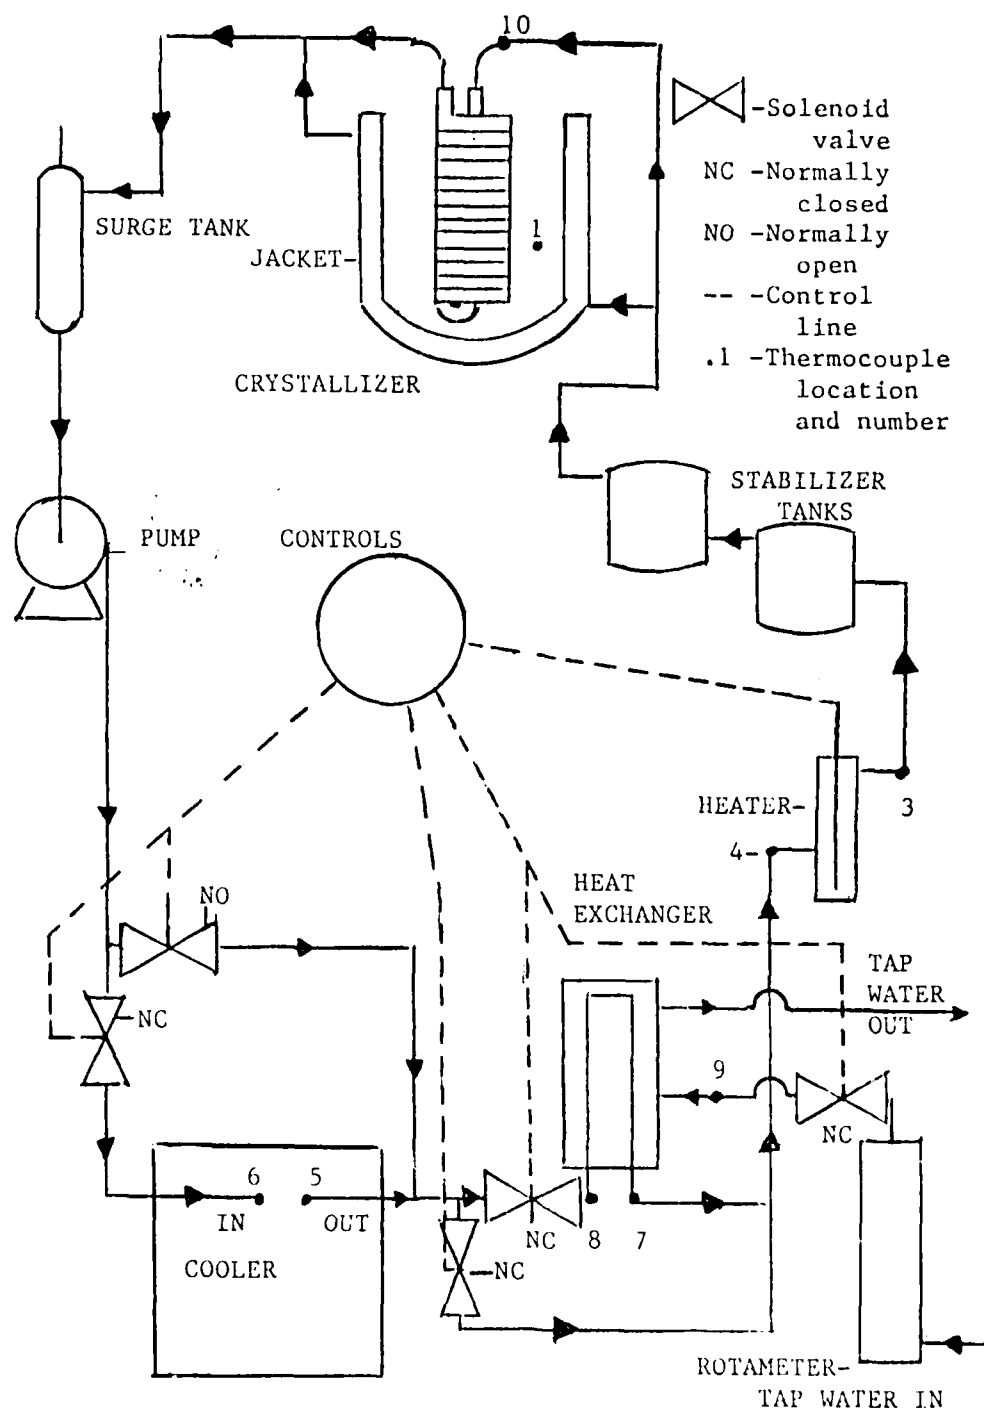 10
-Solenoid
valve
NC -Normally
closed
NO -Normally
open
-- -Control
line
.1 -Thermocouple
location
and number
SURGE TANK
JACKET-
1
CRYSTALLIZER
STABILIZER
TANKS
PUMP
CONTROLS
HEATER-
3
4-
NO
HEAT
EXCHANGER
TAP
WATER
OUT
NC
9
NC
6
5
IN
OUT
NC
8
7
COOLER
NC
ROTAMETER-
TAP WATER IN